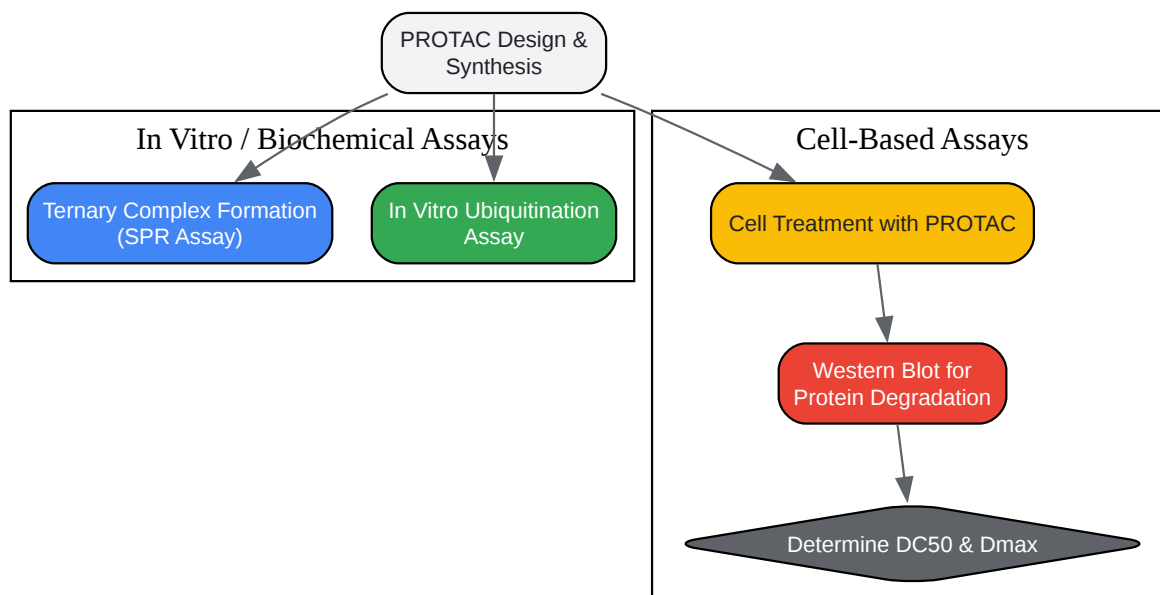 PROTAC Design &
Synthesis
In Vitro / Biochemical Assays
Cell-Based Assays
Ternary Complex Formation
(SPR Assay)
In Vitro Ubiquitination
Assay
Cell Treatment with PROTAC
Western Blot for
Protein Degradation
Determine DC50 & Dmax